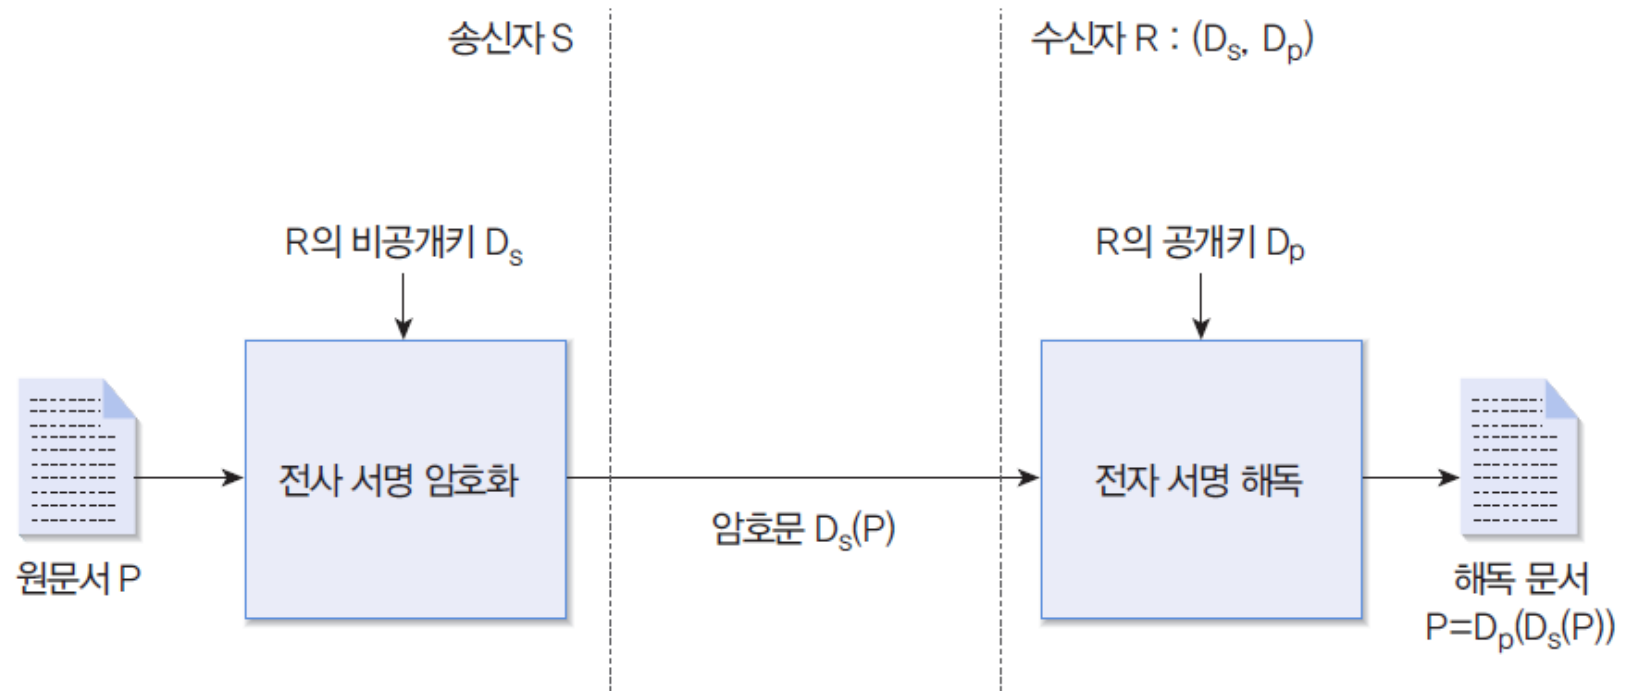 송신자 S
수신자 R : (Ds, Dp)
R의 비공개키 Ds
R의 공개키 Dp
전사 서명 암호화
전자 서명 해독
암호문 Ds(P)
원문서 P
해독 문서
P=Dp(Ds(P))